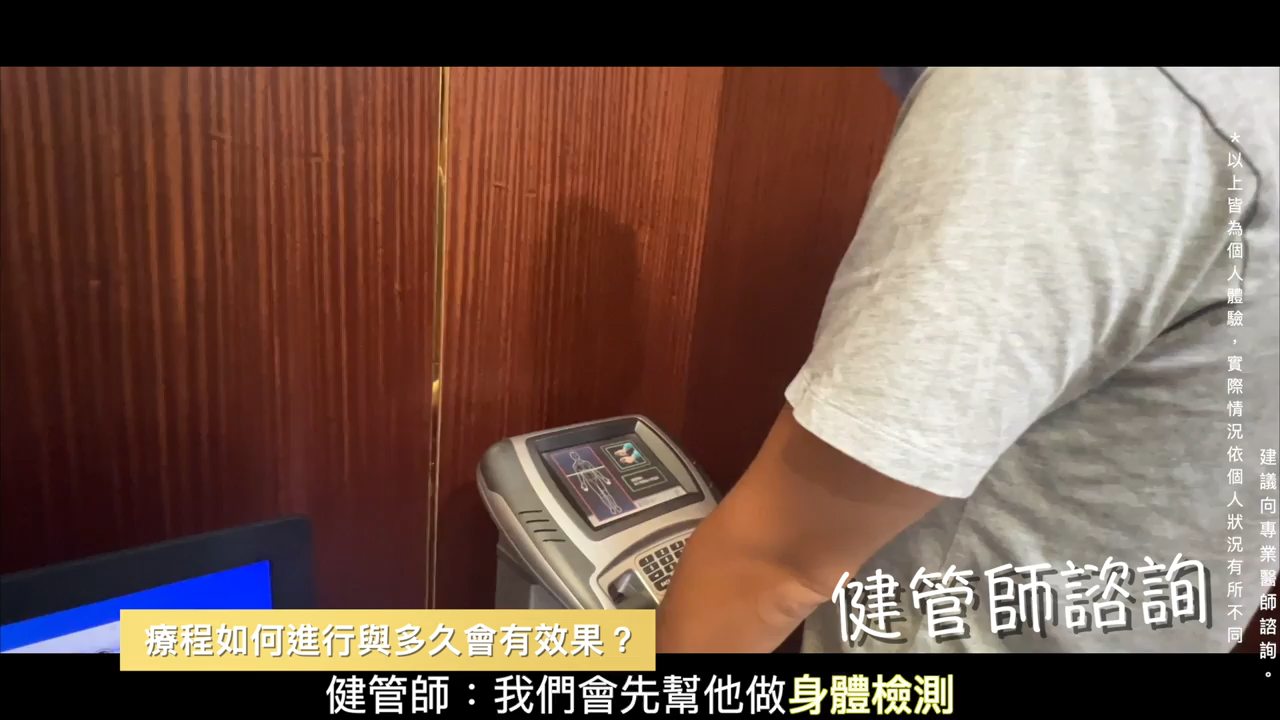 *以上皆為個人體驗，實際情況依個人狀況有所不同
建議向專業醫師諮詢。
健管師諮詢
療程如何進行與多久會有效果？
健管師：我們會先幫他做身體檢測